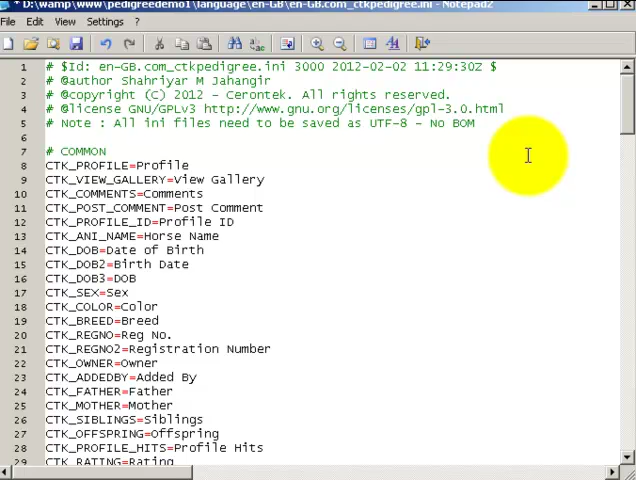 * D:\wamp\www\pedigreedemo1\language\en-GB\en-GB.com_ctkpedigree.ini - Notepad2
File Edit View Settings ?
1 # $Id: en-GB.com_ctkpedigree.ini 3000 2012-02-02 11:29:30Z $
2 # @author Shahriyar M Jahangir
3 # @copyright (C) 2012 - Cerontek. All rights reserved.
4 # @license GNU/GPLv3 http://www.gnu.org/licenses/gpl-3.0.html
5 # Note : All ini files need to be saved as UTF-8 - No BOM
6
7 # COMMON
8 CTK_PROFILE=Profile
9 CTK_VIEW_GALLERY=View Gallery
10 CTK_COMMENTS=Comments
11 CTK_POST_COMMENT=Post Comment
12 CTK_PROFILE_ID=Profile ID
13 CTK_ANI_NAME=Horse Name
14 CTK_DOB=Date of Birth
15 CTK_DOB2=Birth Date
16 CTK_DOB3=DOB
17 CTK_SEX=Sex
18 CTK_COLOR=Color
19 CTK_BREED=Breed
20 CTK_REGNO=Reg No.
21 CTK_REGNO2=Registration Number
22 CTK_OWNER=Owner
23 CTK_ADDEDBY=Added By
24 CTK_FATHER=Father
25 CTK_MOTHER=Mother
26 CTK_SIBLINGS=Siblings
27 CTK_OFFSPRING=Offspring
28 CTK_PROFILE_HITS=Profile Hits
29 CTK_RATING=Rating